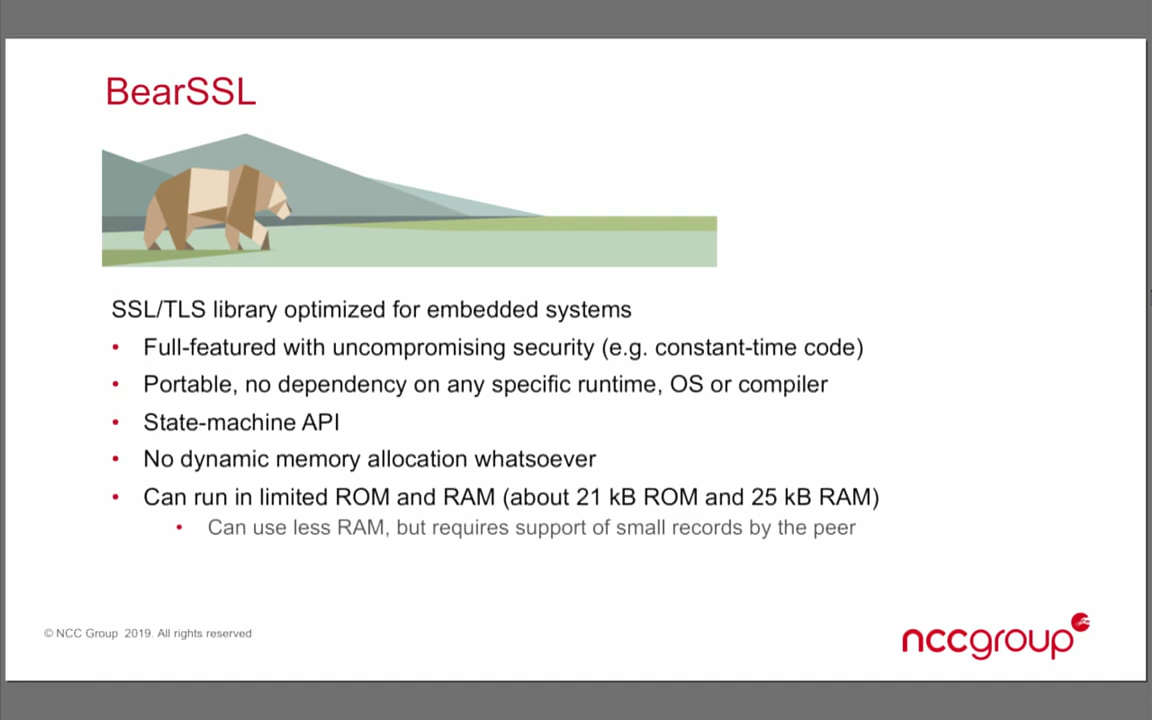 BearSSL
SSL/TLS library optimized for embedded systems
• Full-featured with uncompromising security (e.g. constant-time code)
• Portable, no dependency on any specific runtime, OS or compiler
• State-machine API
• No dynamic memory allocation whatsoever
• Can run in limited ROM and RAM (about 21 kB ROM and 25 kB RAM)
• Can use less RAM, but requires support of small records by the peer
© NCC Group 2019. All rights reserved
nccgroup